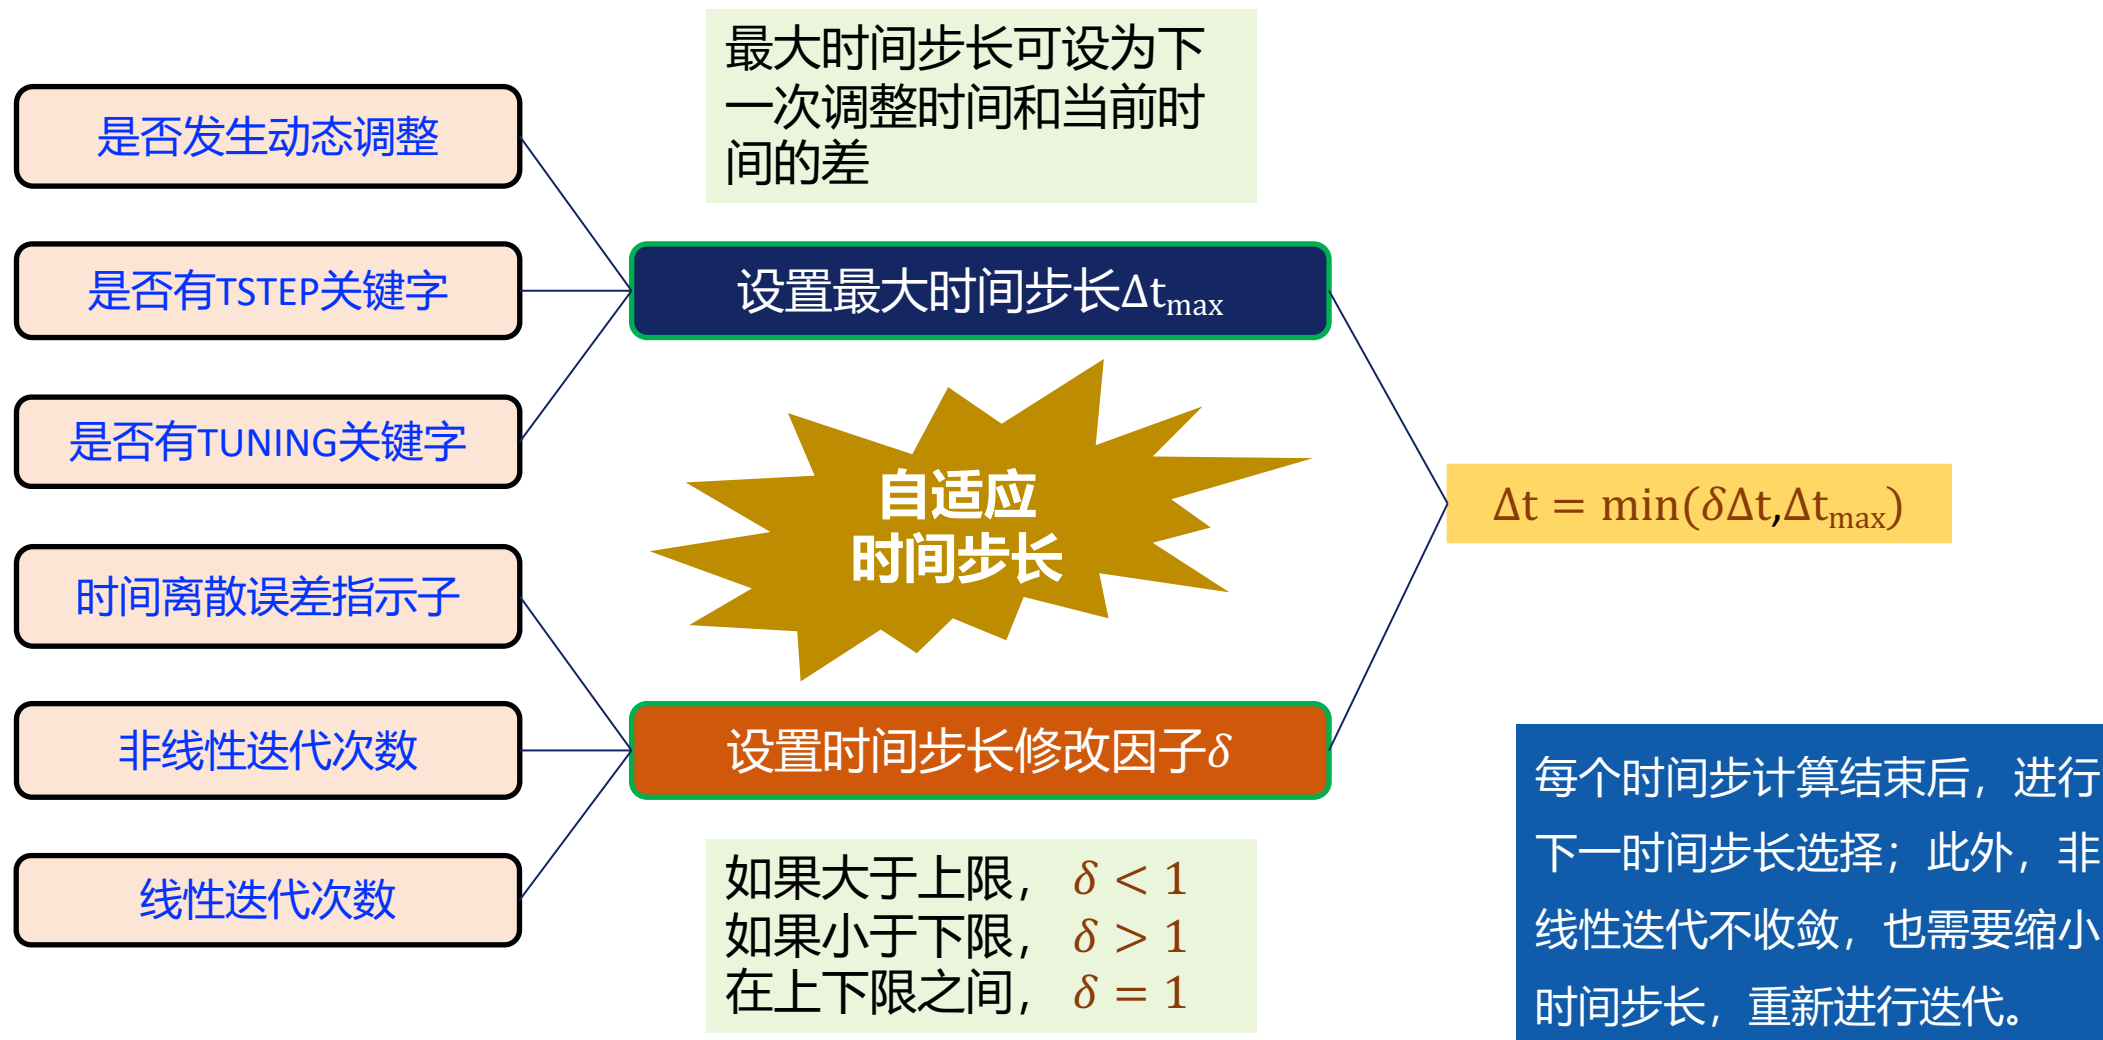 最大时间步长可设为下
一次调整时间和当前时
间的差
是否发生动态调整
是否有TSTEP关键字
是否有TUNING关键字
时间离散误差指示子
非线性迭代次数
线性迭代次数
设置最大时间步长Δt_max
自适应
时间步长
设置时间步长修改因子δ
如果大于上限， δ < 1
如果小于下限， δ > 1
在上下限之间， δ = 1
Δt = min(δΔt,Δt_max)
每个时间步计算结束后，进行
下一时间步长选择；此外，非
线性迭代不收敛，也需要缩小
时间步长，重新进行迭代。